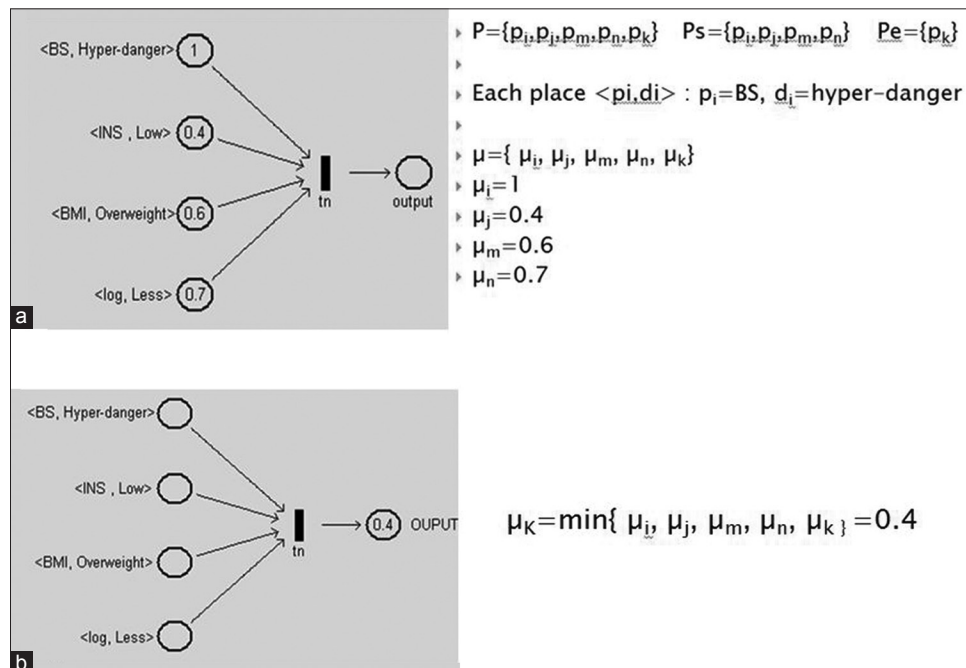 <BS, Hyper-danger> 1
<INS , Low> 0.4
<BMI, Overweight> 0.6
<log, Less> 0.7
tn
output
P={pᵢ,pⱼ,pₘ,pₙ,pₖ} Ps={pᵢ,pⱼ,pₘ,pₙ} Pe={pₖ}
Each place <pi,di> : pᵢ=BS, dᵢ=hyper-danger
μ={ μᵢ, μⱼ, μₘ, μₙ, μₖ}
μᵢ=1
μⱼ=0.4
μₘ=0.6
μₙ=0.7
a
<BS, Hyper-danger>
<INS , Low>
<BMI, Overweight>
<log, Less>
tn
0.4 OUPUT
μK=min{ μᵢ, μⱼ, μₘ, μₙ, μₖ } =0.4
b